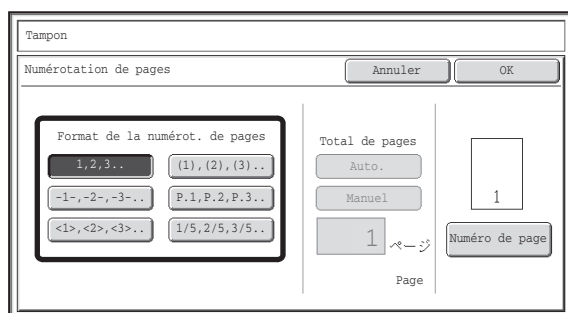 Tampon
Numérotation de pages
Annuler
OK
Format de la numérot. de pages
1,2,3..
(1),(2),(3)..
-1-,-2-,-3-..
P.1,P.2,P.3..
<1>,<2>,<3>..
1/5,2/5,3/5..
Total de pages
Auto.
Manuel
1 ページ
Page
1
Numéro de page